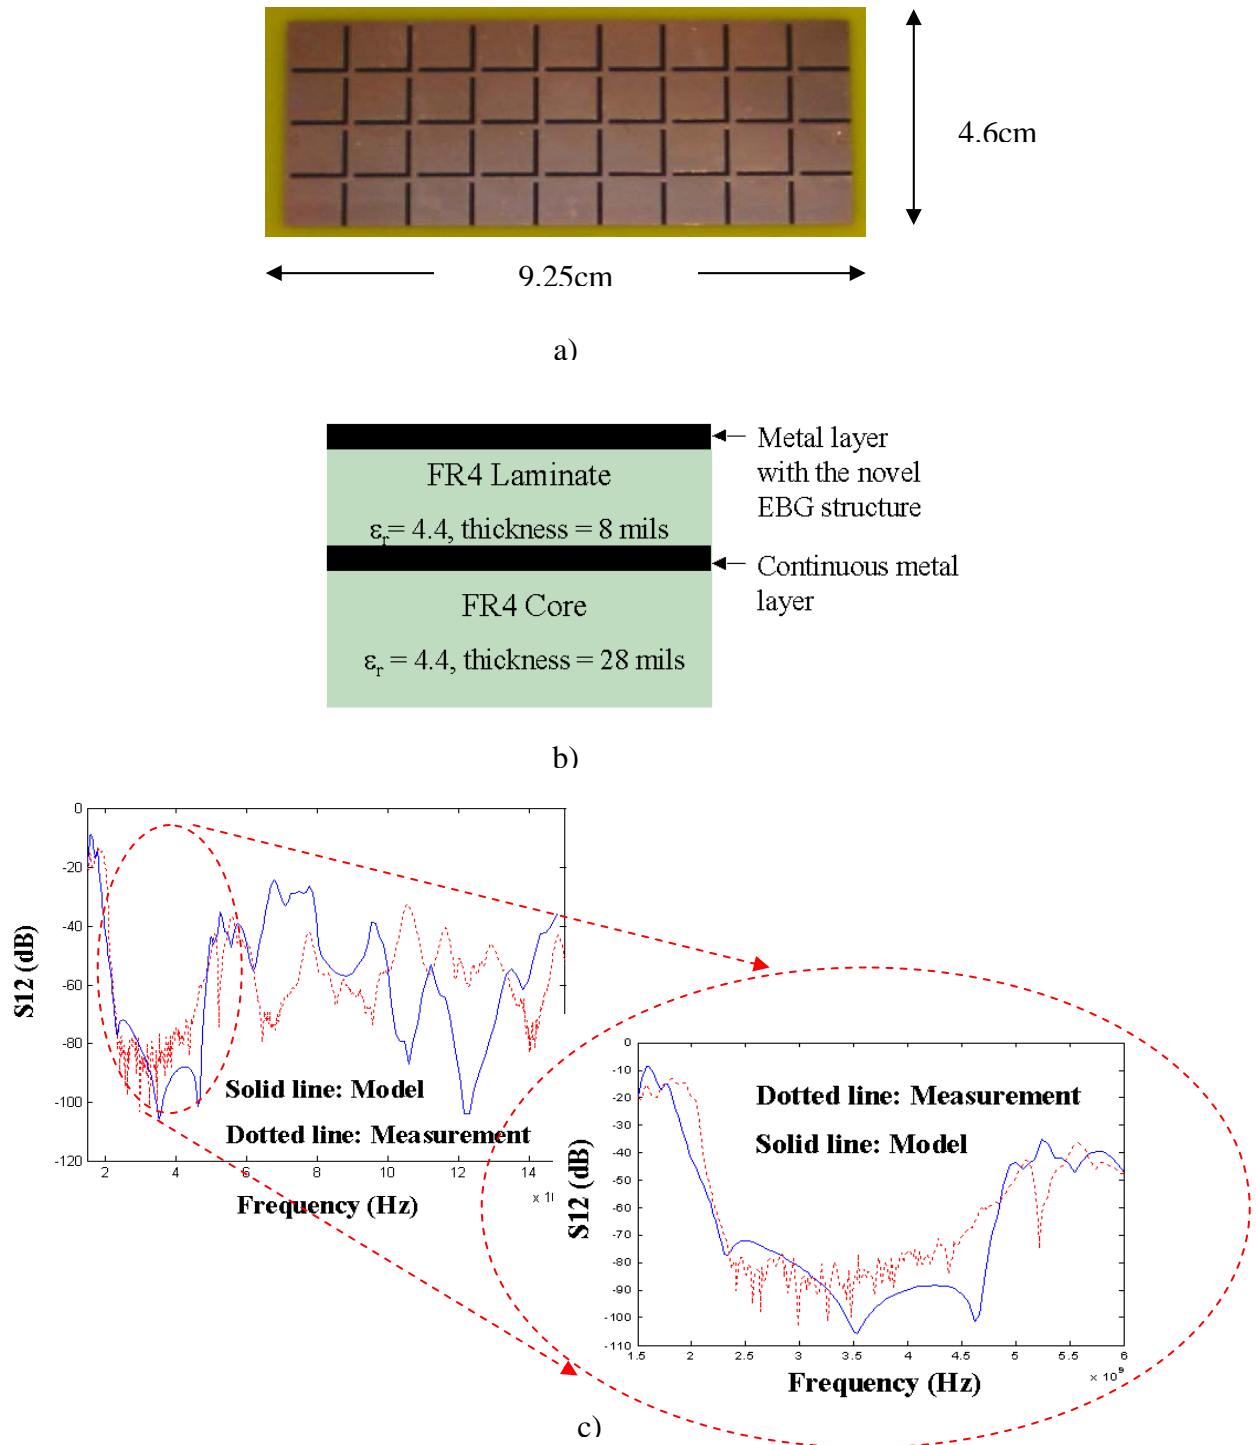 4.6cm
9.25cm
a)
Metal layer
with the novel
EBG structure
FR4 Laminate
εr= 4.4, thickness = 8 mils
Continuous metal
layer
FR4 Core
εr = 4.4, thickness = 28 mils
b)
0
-20
-40
-60
-80
-100
-120
S12 (dB)
Solid line: Model
Dotted line: Measurement
2 4 6 8 10 12 14
Frequency (Hz)
0
-10
-20
-30
-40
-50
-60
-70
-80
-90
-100
-110
S12 (dB)
Dotted line: Measurement
Solid line: Model
1.5 2 2.5 3 3.5 4 4.5 5 5.5 6
x 10^9
Frequency (Hz)
c)